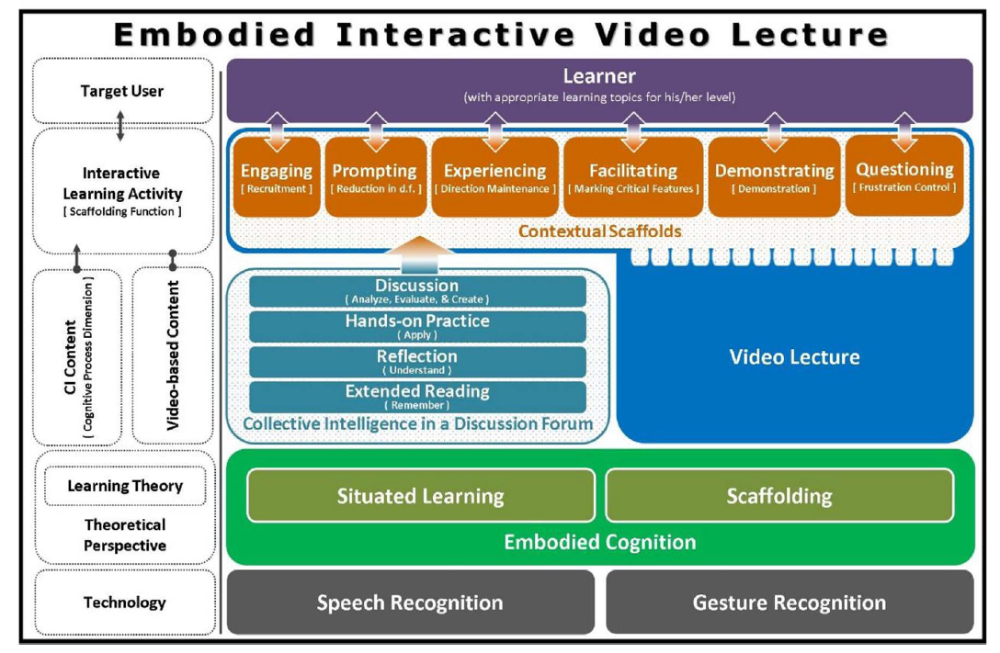 Embodied Interactive Video Lecture
Target User
Learner
(with appropriate learning topics for his/her level)
Interactive
Learning Activity
[ Scaffolding Function ]
Engaging
[ Recruitment ]
Prompting
[ Reduction in d.f. ]
Experiencing
[ Direction Maintenance ]
Facilitating
[ Marking Critical Features ]
Demonstrating
[ Demonstration ]
Questioning
[ Frustration Control ]
Contextual Scaffolds
CI Content
[ Cognitive Process Dimension ]
Video-based Content
Discussion
( Analyze, Evaluate, & Create )
Hands-on Practice
( Apply )
Reflection
( Understand )
Extended Reading
( Remember )
Collective Intelligence in a Discussion Forum
Video Lecture
Learning Theory
Theoretical
Perspective
Situated Learning
Scaffolding
Embodied Cognition
Technology
Speech Recognition
Gesture Recognition